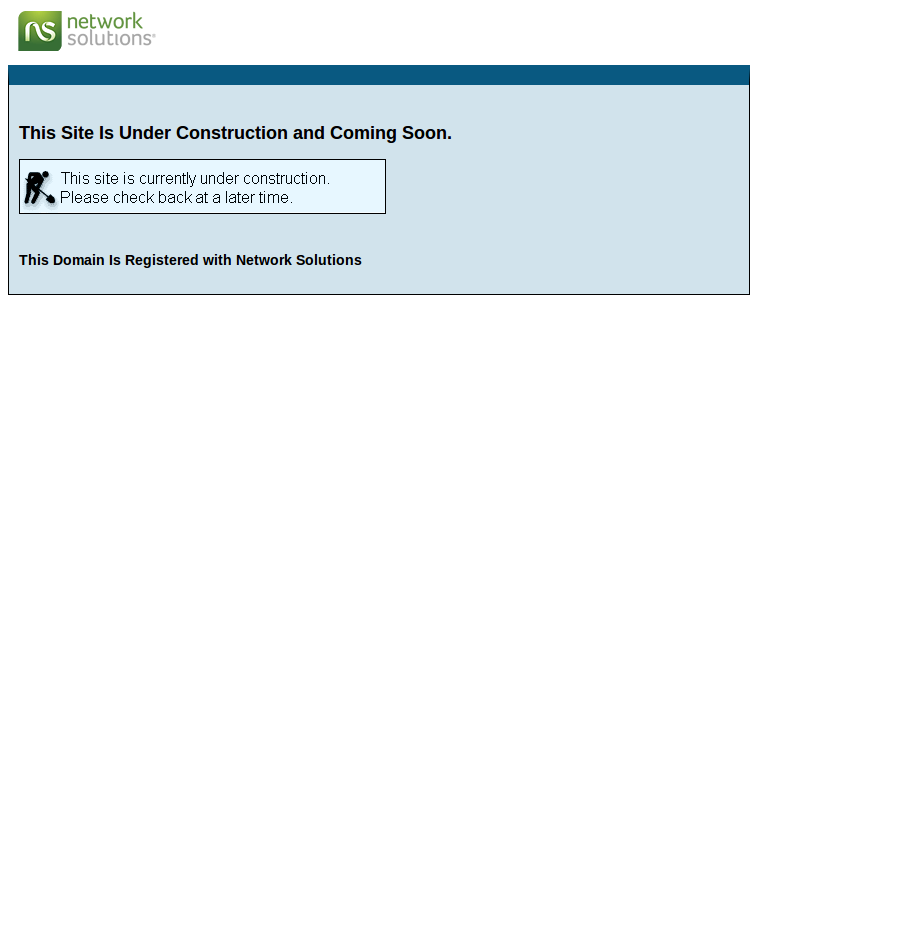 ns network
solutions®
This Site Is Under Construction and Coming Soon.
This site is currently under construction.
Please check back at a later time.
This Domain Is Registered with Network Solutions